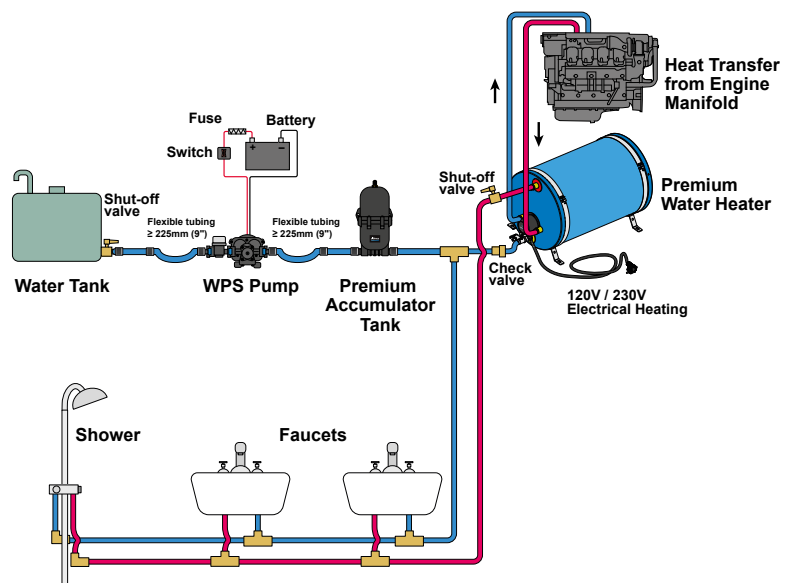 Heat Transfer
from Engine
Manifold
Fuse
Battery
+ −
Switch
Shut-off
valve
Premium
Water Heater
Shut-off
valve
Flexible tubing
≥ 225mm (9")
Flexible tubing
≥ 225mm (9")
Water Tank
WPS Pump
Premium
Accumulator
Tank
Check
valve
120V / 230V
Electrical Heating
Shower
Faucets